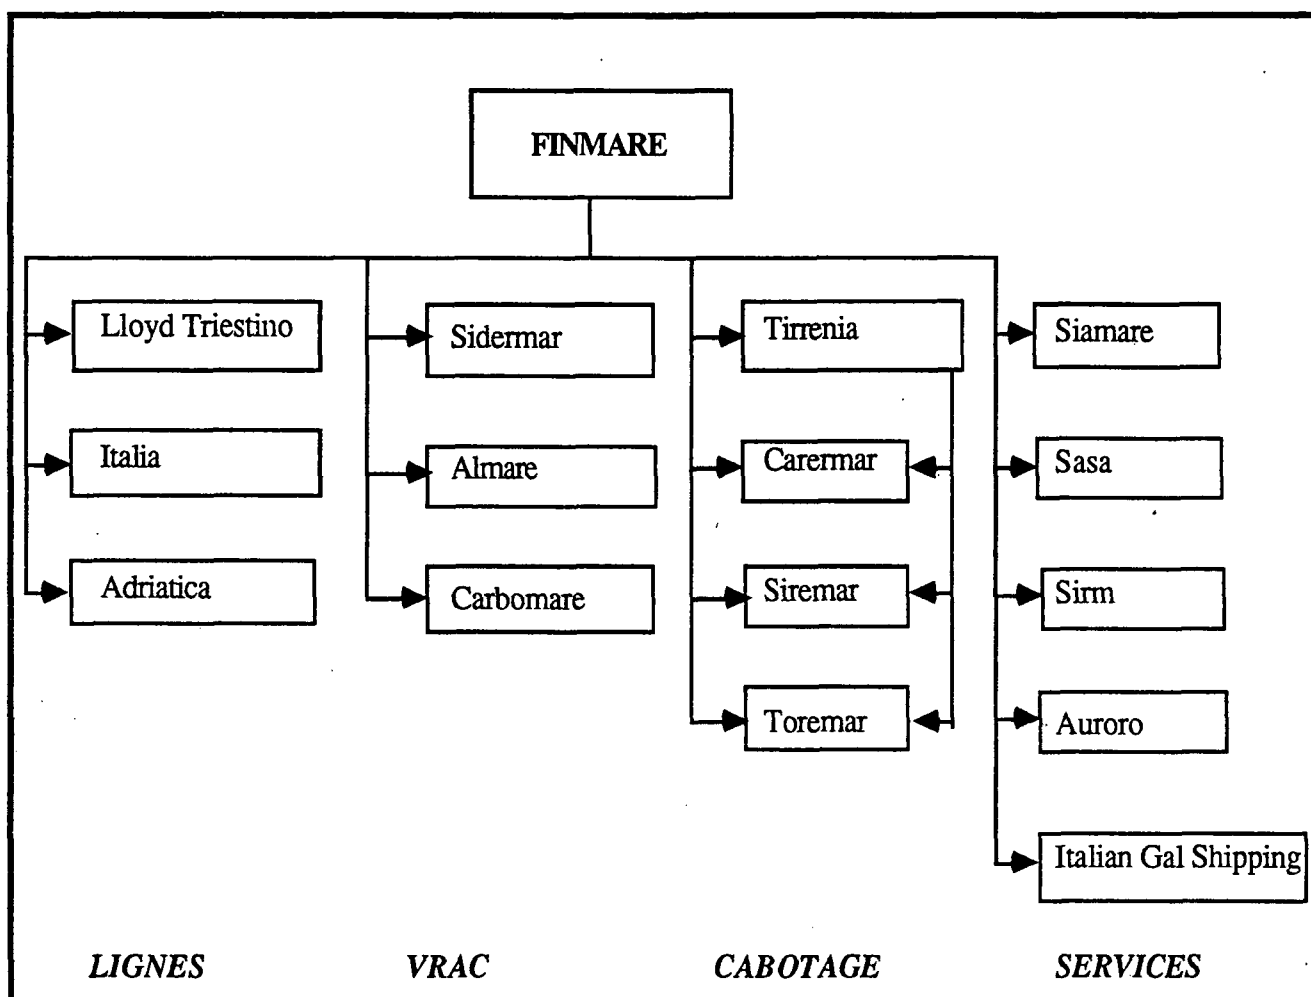 FINMARE
Lloyd Triestino
Italia
Adriatica
Sidermar
Almare
Carbomare
Tirrenia
Carermar
Siremar
Toremar
Siamare
Sasa
Sirm
Auroro
Italian Gal Shipping
LIGNES
VRAC
CABOTAGE
SERVICES